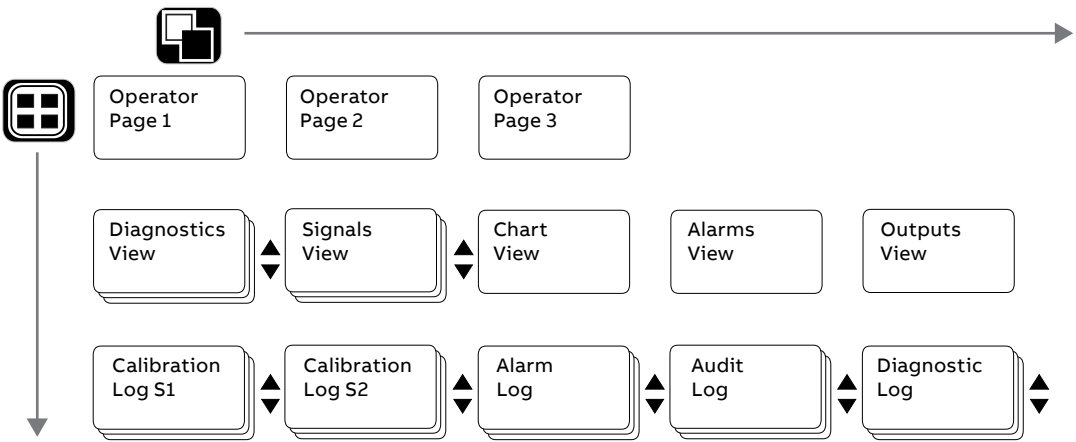 Operator
Page 1
Operator
Page 2
Operator
Page 3
Diagnostics
View
Signals
View
Chart
View
Alarms
View
Outputs
View
Calibration
Log S1
Calibration
Log S2
Alarm
Log
Audit
Log
Diagnostic
Log